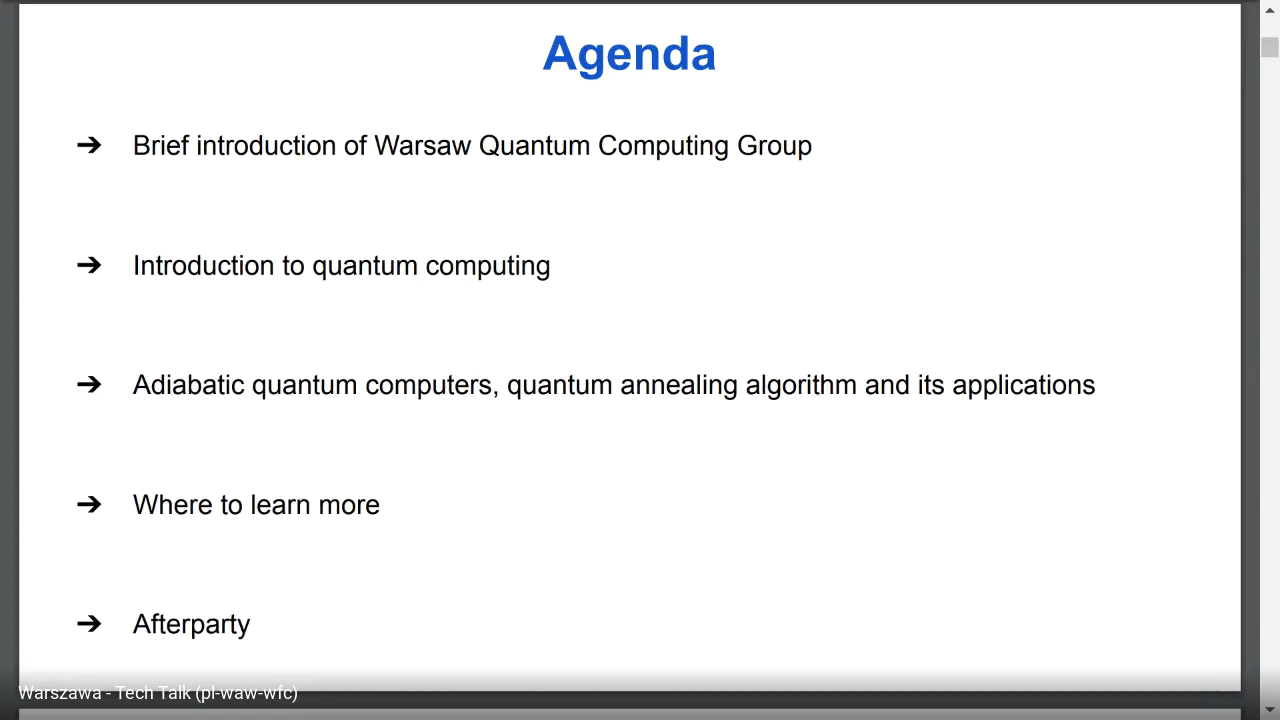 Agenda
➔ Brief introduction of Warsaw Quantum Computing Group
➔ Introduction to quantum computing
➔ Adiabatic quantum computers, quantum annealing algorithm and its applications
➔ Where to learn more
➔ Afterparty
Warszawa - Tech Talk (pl-waw-wfc)